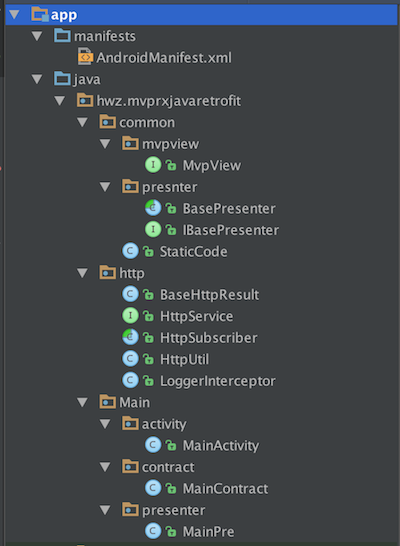 app
manifests
AndroidManifest.xml
java
hwz.mvprxjavaretrofit
common
mvpview
MvpView
presnter
BasePresenter
IBasePresenter
StaticCode
http
BaseHttpResult
HttpService
HttpSubscriber
HttpUtil
LoggerInterceptor
Main
activity
MainActivity
contract
MainContract
presenter
MainPre